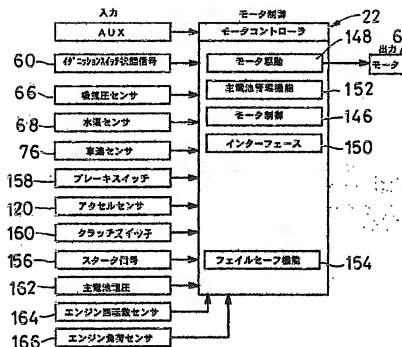 入力
AUX
60 イグニッションスイッチ状態信号
66 吸気圧センサ
68 水温センサ
76 車速センサ
158 ブレーキスイッチ
120 アクセルセンサ
160 クラッチスイッチ
156 スタータ信号
162 主電池電圧
164 エンジン回転数センサ
166 エンジン負荷センサ
モータ制御
22
モータコントローラ
モータ駆動 148
主電池管理機能 152
モータ制御 146
インターフェース 150
フェイルセーフ機能 154
6
出力
モータ